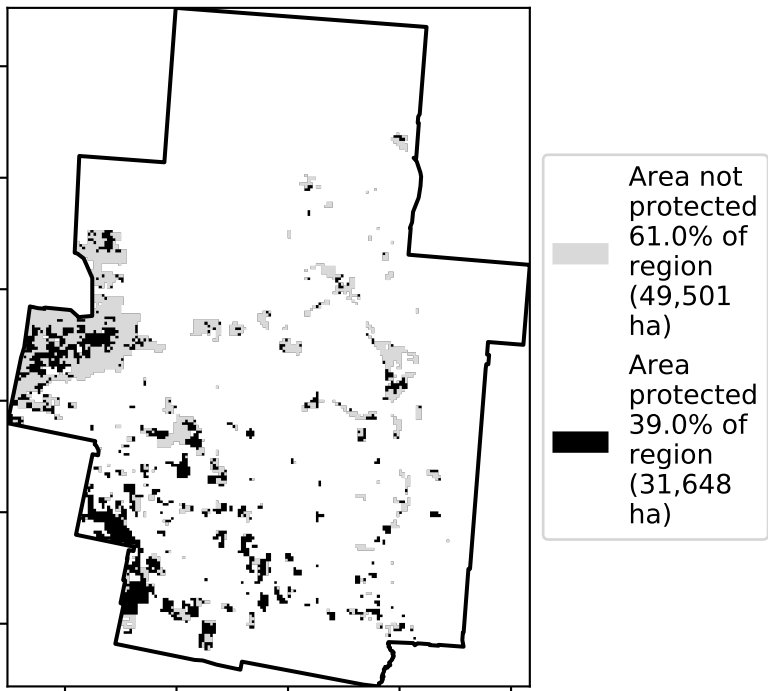 Area not
protected
61.0% of
region
(49,501
ha)
Area
protected
39.0% of
region
(31,648
ha)